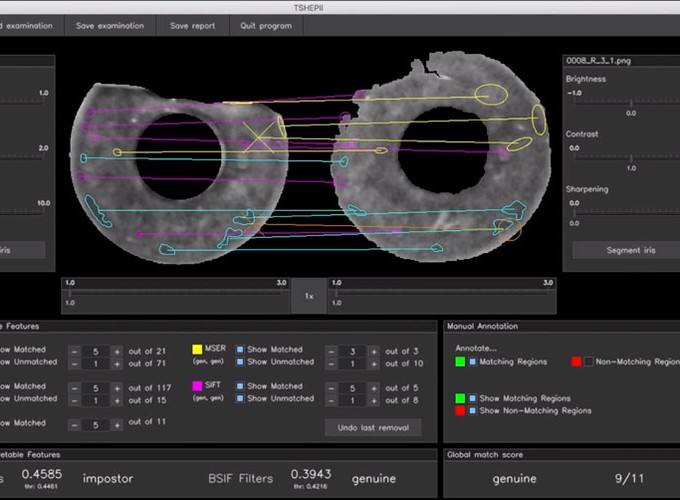 TSHEPII
d examination Save examination Save report Quit program
0008_R_3_1.png
Brightness
1.0
-1.0
0.0
Contrast
2.0
0.0
1.0
Sharpening
10.0
0.0
0.0
iris
Segment iris
1.0 3.0 1.0 3.0
1x
1.0 1.0
e Features
Manual Annotation
ow Matched - 5 + out of 21 MSER Show Matched - 3 + out of 3
ow Unmatched - 1 + out of 71 (gen, gen) Show Unmatched - 1 + out of 10
Annotate...
Matching Regions Non-Matching Region
ow Matched - 5 + out of 117 SIFT Show Matched - 5 + out of 5
ow Unmatched - 1 + out of 15 (gen, gen) Show Unmatched - 1 + out of 8
Show Matching Regions
Show Non-Matching Regions
ow Matched - 5 + out of 11
Undo last removal
retable Features
Global match score
s 0.4585 impostor BSIF Filters 0.3943 genuine
thr: 0.4461 thr: 0.4216
genuine 9/11